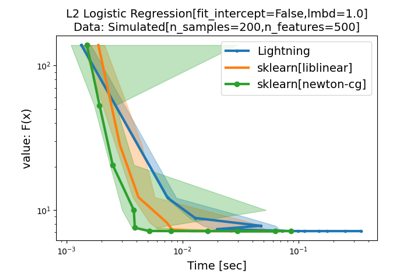 L2 Logistic Regression[fit_intercept=False,lmbd=1.0]
Data: Simulated[n_samples=200,n_features=500]
Lightning
sklearn[liblinear]
sklearn[newton-cg]
value: F(x)
10²
10¹
10⁻³
10⁻²
10⁻¹
Time [sec]